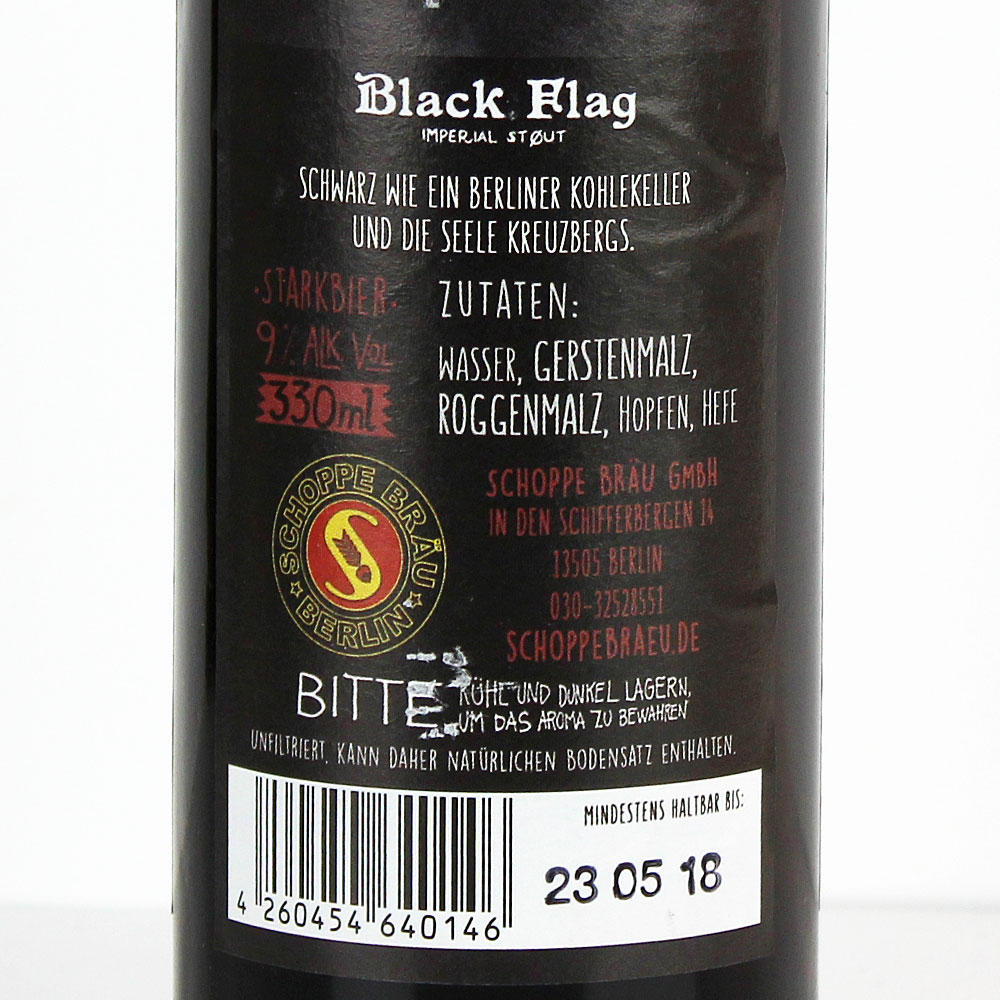 Black Flag
IMPERIAL STØUT
SCHWARZ WIE EIN BERLINER KOHLEKELLER
UND DIE SEELE KREUZBERGS.
·STARKBIER·
9% ALK VOL
330ml
ZUTATEN:
WASSER, GERSTENMALZ,
ROGGENMALZ, HOPFEN, HEFE
SCHOPPE BRÄU
BERLIN
S
SCHOPPE BRÄU GMBH
IN DEN SCHIFFERBERGEN 14
13505 BERLIN
030-32528551
SCHOPPEBRAEU.DE
BITTE KÜHL UND DUNKEL LAGERN,
UM DAS AROMA ZU BEWAHREN
UNFILTRIERT, KANN DAHER NATÜRLICHEN BODENSATZ ENTHALTEN.
MINDESTENS HALTBAR BIS:
23 05 18
4 260454 640146